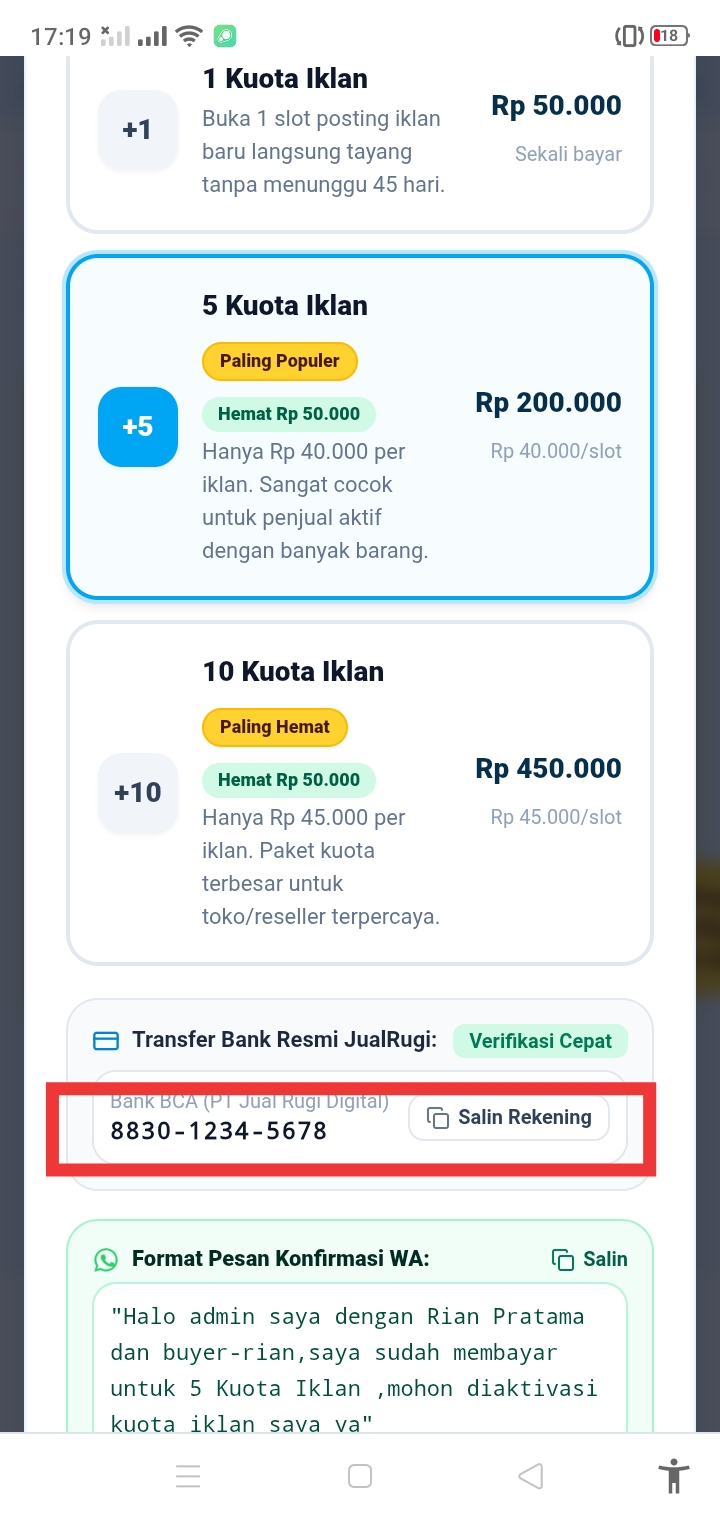 17:19
18
1 Kuota Iklan
+1
Buka 1 slot posting iklan
baru langsung tayang
tanpa menunggu 45 hari.
Rp 50.000
Sekali bayar
5 Kuota Iklan
Paling Populer
Hemat Rp 50.000
+5
Hanya Rp 40.000 per
iklan. Sangat cocok
untuk penjual aktif
dengan banyak barang.
Rp 200.000
Rp 40.000/slot
10 Kuota Iklan
Paling Hemat
Hemat Rp 50.000
+10
Hanya Rp 45.000 per
iklan. Paket kuota
terbesar untuk
toko/reseller terpercaya.
Rp 450.000
Rp 45.000/slot
Transfer Bank Resmi JualRugi:
Verifikasi Cepat
Bank BCA (PT Jual Rugi Digital)
8830-1234-5678
Salin Rekening
Format Pesan Konfirmasi WA:
Salin
"Halo admin saya dengan Rian Pratama
dan buyer-rian,saya sudah membayar
untuk 5 Kuota Iklan ,mohon diaktivasi
kuota iklan saya ya"